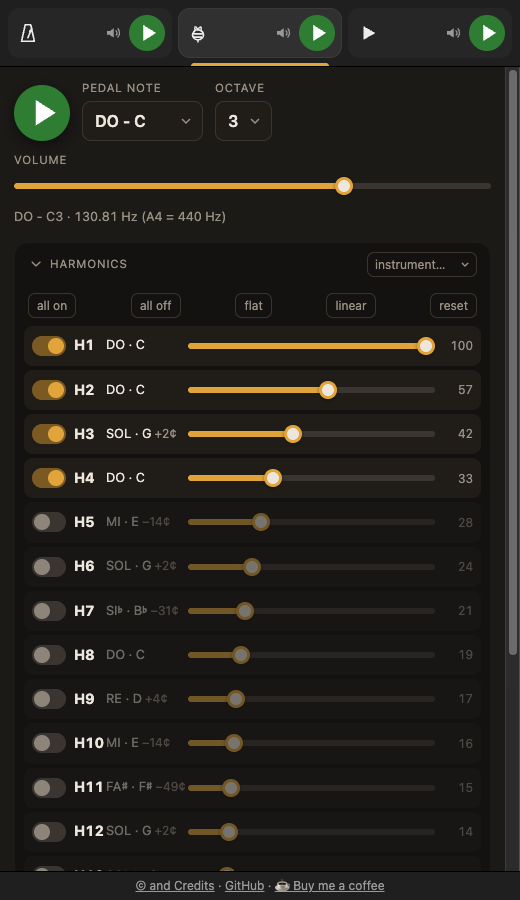 PEDAL NOTE OCTAVE
DO - C 3
VOLUME
DO - C3 · 130.81 Hz (A4 = 440 Hz)
HARMONICS instrument...
all on all off flat linear reset
H1 DO · C 100
H2 DO · C 57
H3 SOL · G +2¢ 42
H4 DO · C 33
H5 MI · E −14¢ 28
H6 SOL · G +2¢ 24
H7 SI♭ · B♭ −31¢ 21
H8 DO · C 19
H9 RE · D +4¢ 17
H10 MI · E −14¢ 16
H11 FA♯ · F♯ −49¢ 15
H12 SOL · G +2¢ 14
© and Credits · GitHub · ☕ Buy me a coffee